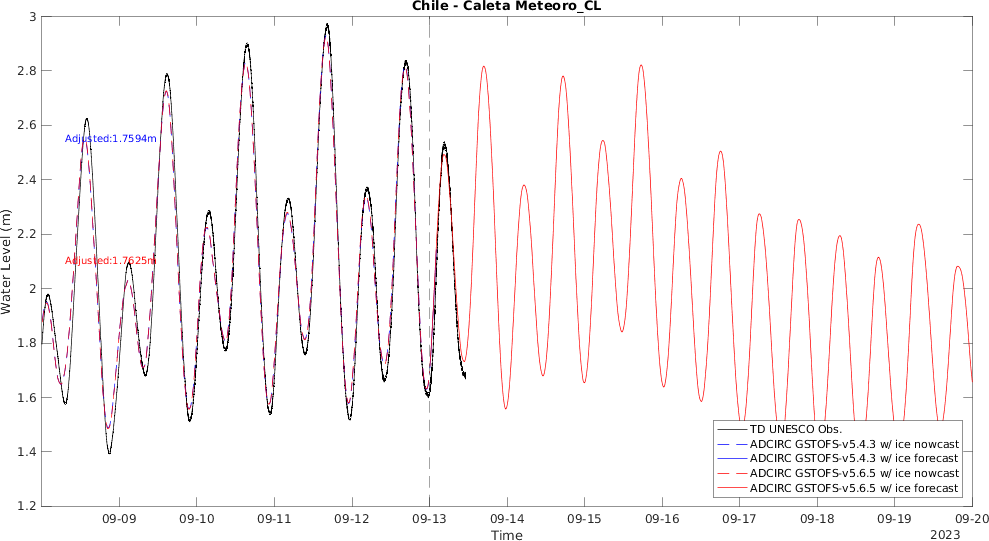 Chile - Caleta Meteoro_CL
3
2.8
2.6
2.4
2.2
2
1.8
1.6
1.4
1.2
Water Level (m)
Adjusted:1.7594m
Adjusted:1.7625m
TD UNESCO Obs.
ADCIRC GSTOFS-v5.4.3 w/ ice nowcast
ADCIRC GSTOFS-v5.4.3 w/ ice forecast
ADCIRC GSTOFS-v5.6.5 w/ ice nowcast
ADCIRC GSTOFS-v5.6.5 w/ ice forecast
09-09 09-10 09-11 09-12 09-13 09-14 09-15 09-16 09-17 09-18 09-19 09-20
Time
2023